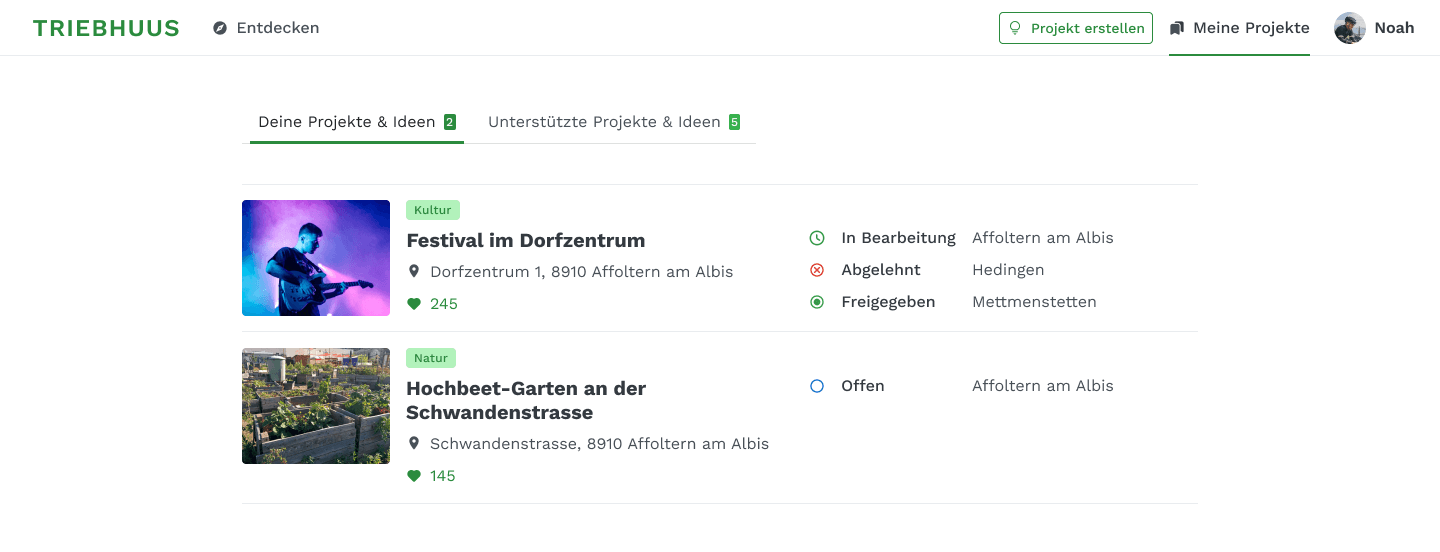 TRIEBHUUS
Entdecken
Projekt erstellen
Meine Projekte
Noah
Deine Projekte & Ideen 2
Unterstützte Projekte & Ideen 5
Kultur
Festival im Dorfzentrum
Dorfzentrum 1, 8910 Affoltern am Albis
245
In Bearbeitung Affoltern am Albis
Abgelehnt Hedingen
Freigegeben Mettmenstetten
Natur
Hochbeet-Garten an der
Schwandenstrasse
Schwandenstrasse, 8910 Affoltern am Albis
145
Offen Affoltern am Albis